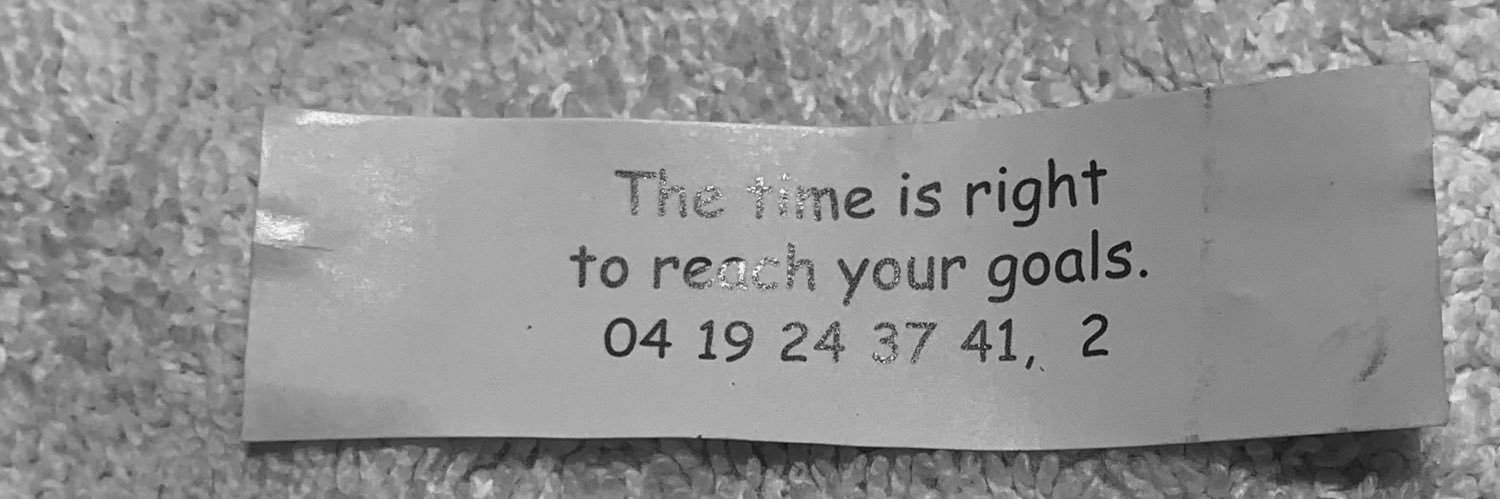 The time is right
to reach your goals.
04 19 24 37 41, 2